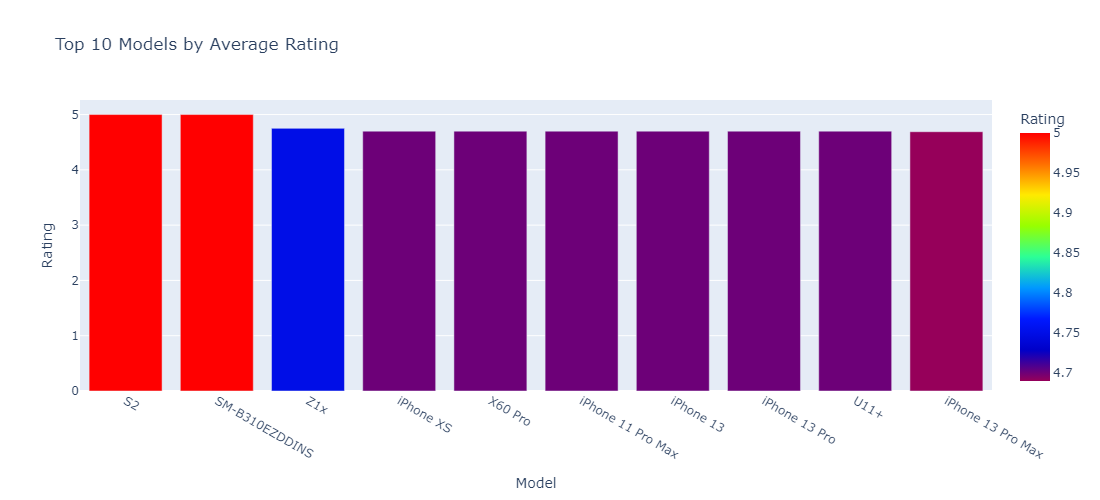 Top 10 Models by Average Rating
Rating
5
4
3
2
1
0
S2
SM-B310EZDDINS
Z1x
iPhone XS
X60 Pro
iPhone 11 Pro Max
iPhone 13
iPhone 13 Pro
U11+
iPhone 13 Pro Max
Model
Rating
5
4.95
4.9
4.85
4.8
4.75
4.7